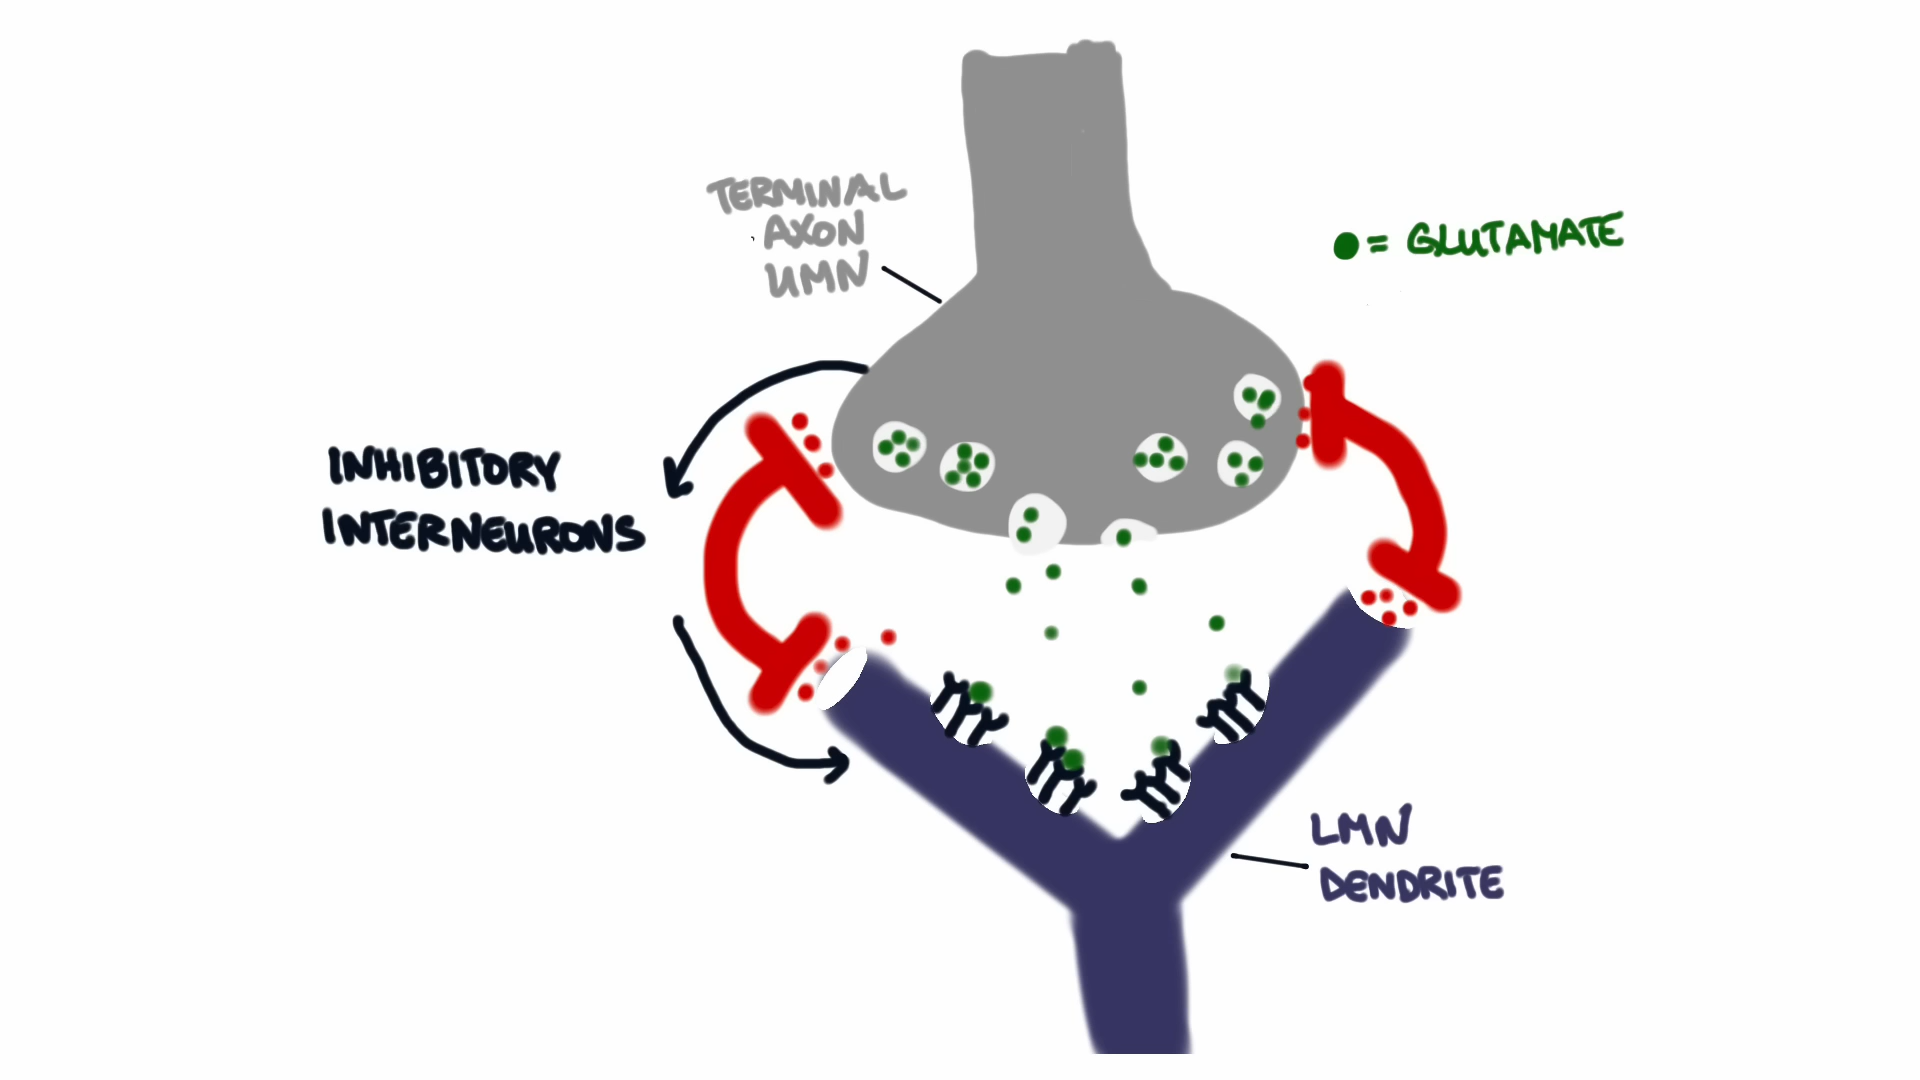 TERMINAL
AXON
UMN
= GLUTAMATE
INHIBITORY
INTERNEURONS
LMN
DENDRITE